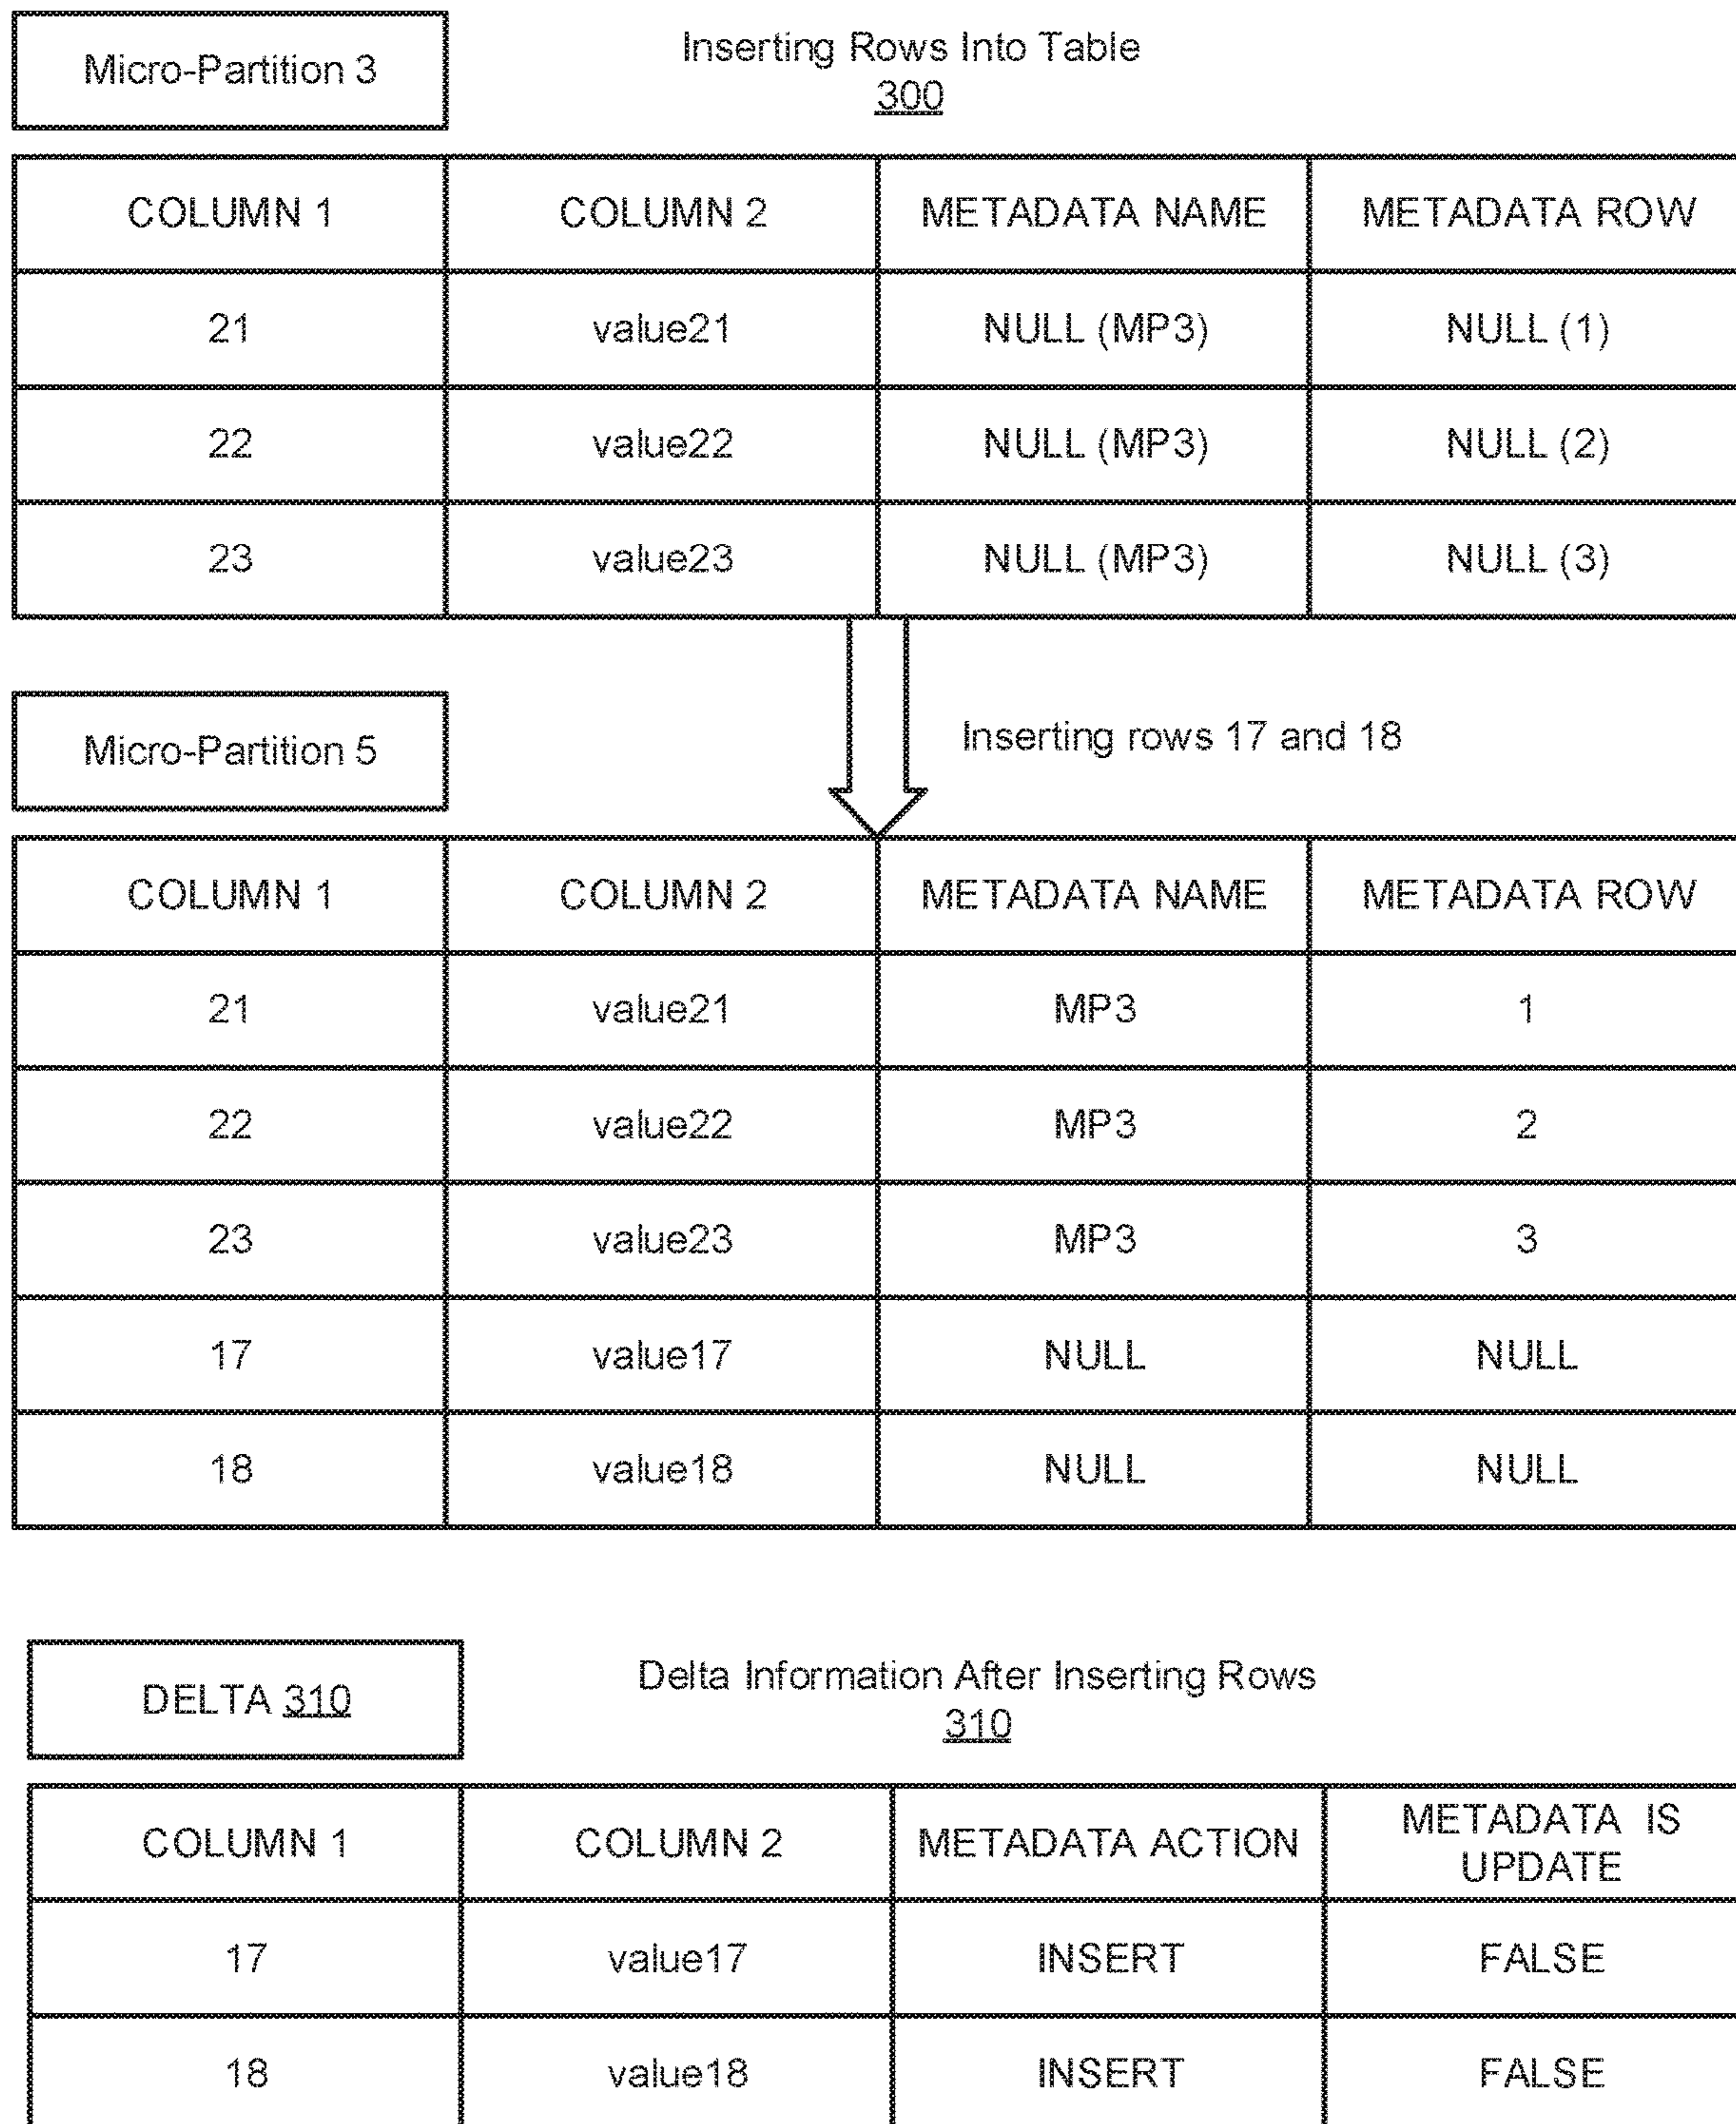 Micro-Partition 3
Inserting Rows Into Table
300
COLUMN 1 COLUMN 2 METADATA NAME METADATA ROW
21 value21 NULL (MP3) NULL (1)
22 value22 NULL (MP3) NULL (2)
23 value23 NULL (MP3) NULL (3)
Micro-Partition 5
Inserting rows 17 and 18
COLUMN 1 COLUMN 2 METADATA NAME METADATA ROW
21 value21 MP3 1
22 value22 MP3 2
23 value23 MP3 3
17 value17 NULL NULL
18 value18 NULL NULL
DELTA 310
Delta Information After Inserting Rows
310
COLUMN 1 COLUMN 2 METADATA ACTION METADATA IS
UPDATE
17 value17 INSERT FALSE
18 value18 INSERT FALSE